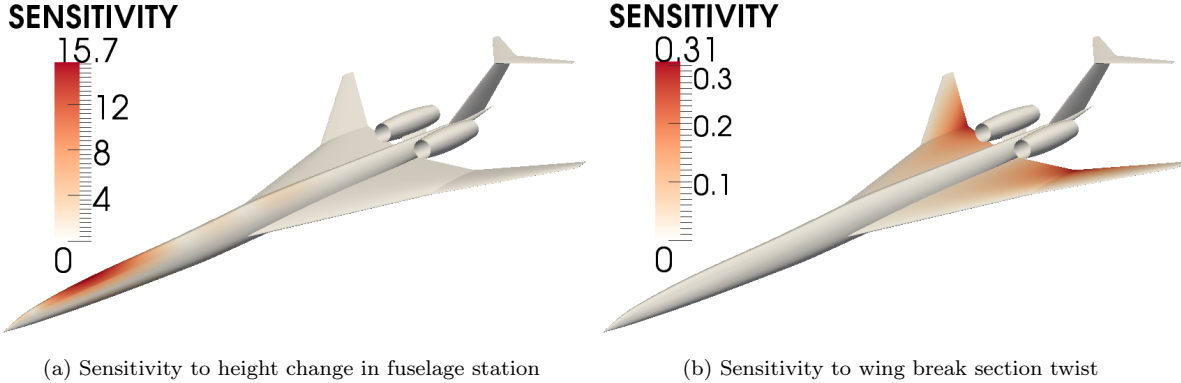 SENSITIVITY
15.7
12
8
4
0
(a) Sensitivity to height change in fuselage station
SENSITIVITY
0.31
0.3
0.2
0.1
0
(b) Sensitivity to wing break section twist